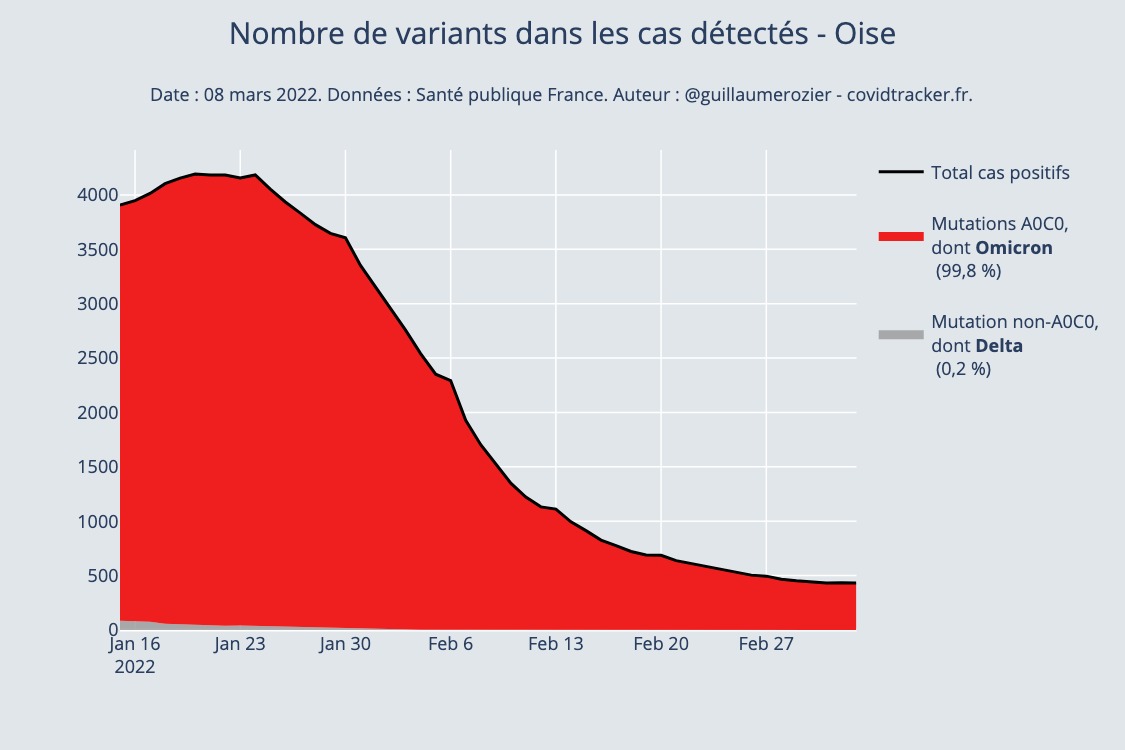 Nombre de variants dans les cas détectés - Oise
Date : 08 mars 2022. Données : Santé publique France. Auteur : @guillaumerozier - covidtracker.fr.
4000
3500
3000
2500
2000
1500
1000
500
0
Jan 16
2022
Jan 23
Jan 30
Feb 6
Feb 13
Feb 20
Feb 27
Total cas positifs
Mutations A0C0,
dont Omicron
(99,8 %)
Mutation non-A0C0,
dont Delta
(0,2 %)